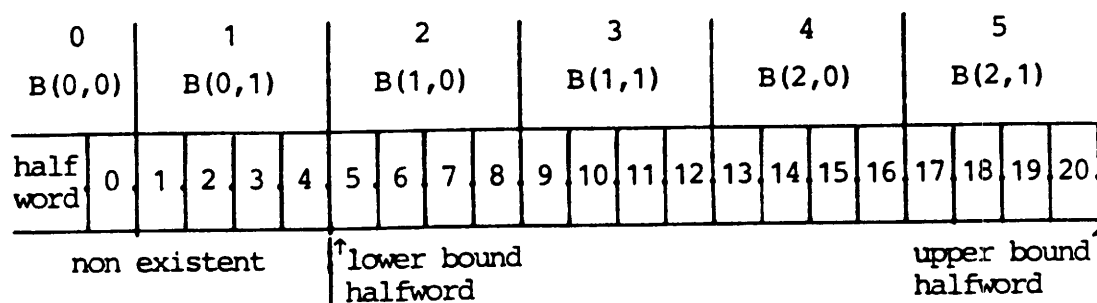 0 1 2 3 4 5
B(0,0) B(0,1) B(1,0) B(1,1) B(2,0) B(2,1)
half word 0 1 2 3 4 5 6 7 8 9 10 11 12 13 14 15 16 17 18 19 20
non existent ↑lower bound halfword upper bound↑ halfword